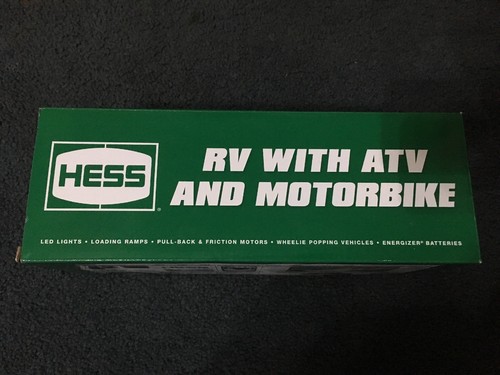 HESS®
RV WITH ATV
AND MOTORBIKE
LED LIGHTS • LOADING RAMPS • PULL-BACK & FRICTION MOTORS • WHEELIE POPPING VEHICLES • ENERGIZER® BATTERIES